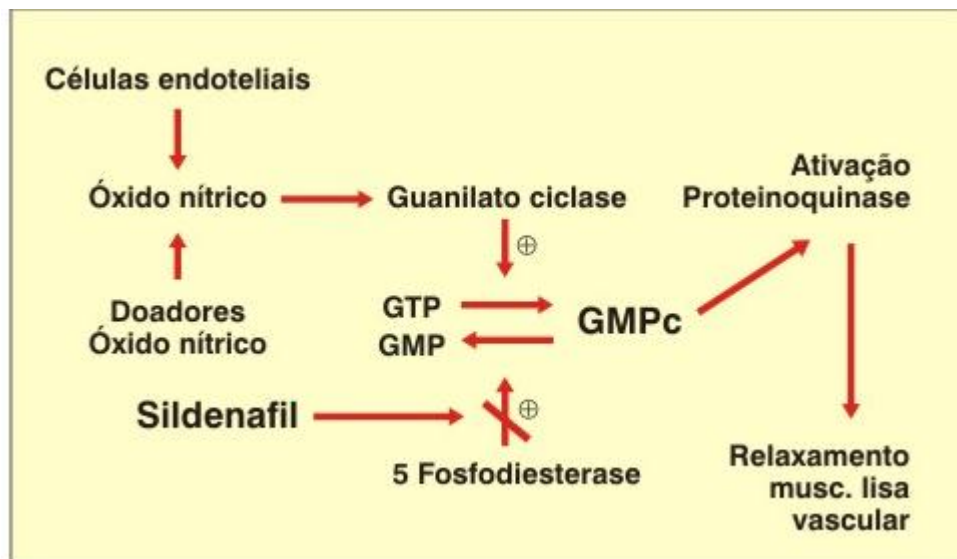 Células endoteliais
Óxido nítrico
Guanilato ciclase
Ativação
Proteinoquinase
⊕
Doadores
Óxido nítrico
GTP
GMP
GMPc
Sildenafil
⊕
5 Fosfodiesterase
Relaxamento
musc. lisa
vascular